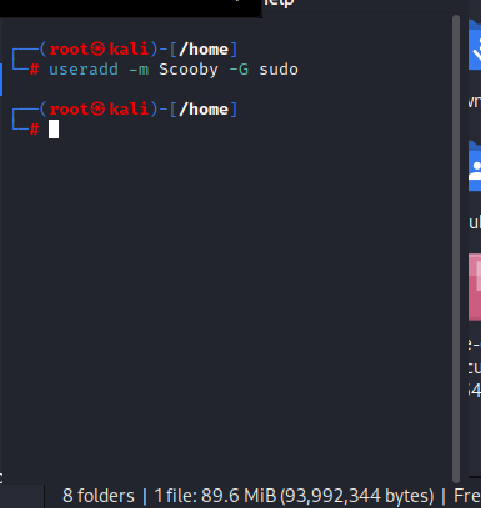 ┌──(root㉿kali)-[/home]
└─# useradd -m Scooby -G sudo
┌──(root㉿kali)-[/home]
└─#
8 folders | 1 file: 89.6 MiB (93,992,344 bytes) | Fre